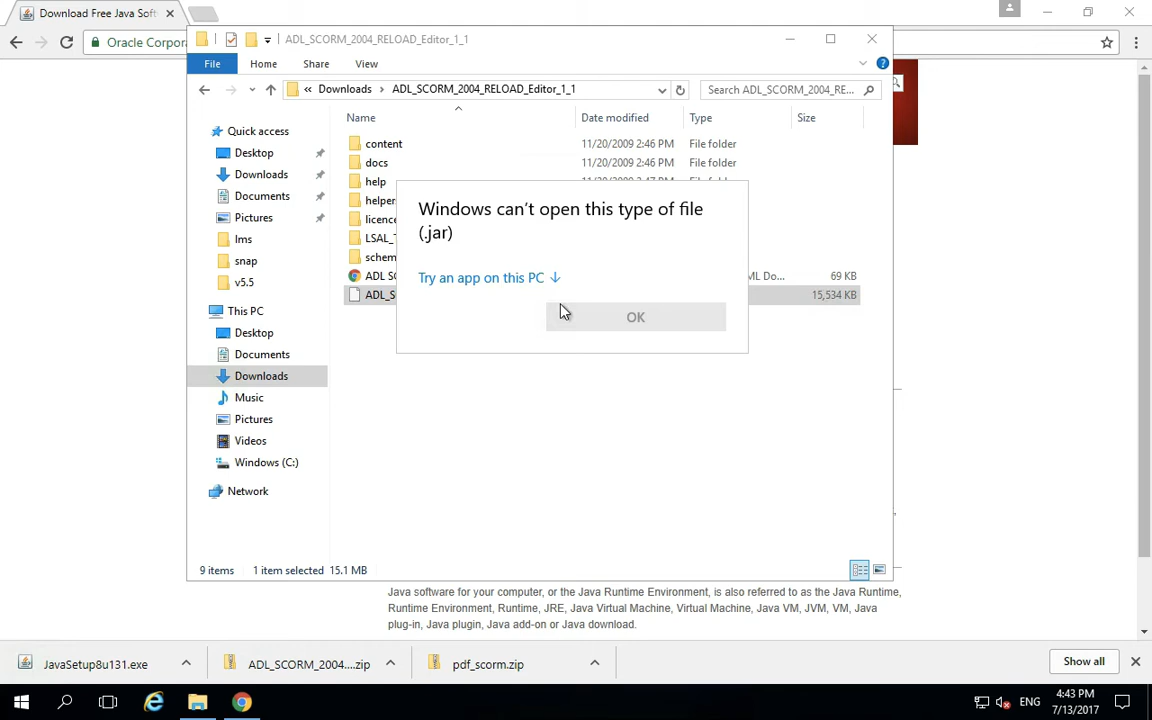 Download Free Java Soft
Oracle Corpora
ADL_SCORM_2004_RELOAD_Editor_1_1
File Home Share View
« Downloads > ADL_SCORM_2004_RELOAD_Editor_1_1
Search ADL_SCORM_2004_RE...
Name Date modified Type Size
Quick access
Desktop
Downloads
Documents
Pictures
lms
snap
v5.5
This PC
Desktop
Documents
Downloads
Music
Pictures
Videos
Windows (C:)
Network
content 11/20/2009 2:46 PM File folder
docs 11/20/2009 2:46 PM File folder
help
helpers
licence
LSAL_T
schem
ADL SC ML Do... 69 KB
ADL_S 15,534 KB
Windows can't open this type of file
(.jar)
Try an app on this PC
OK
9 items 1 item selected 15.1 MB
Java software for your computer, or the Java Runtime Environment, is also referred to as the Java Runtime,
Runtime Environment, Runtime, JRE, Java Virtual Machine, Virtual Machine, Java VM, JVM, VM, Java
plug-in, Java plugin, Java add-on or Java download.
JavaSetup8u131.exe
ADL_SCORM_2004....zip
pdf_scorm.zip
Show all
ENG
4:43 PM
7/13/2017